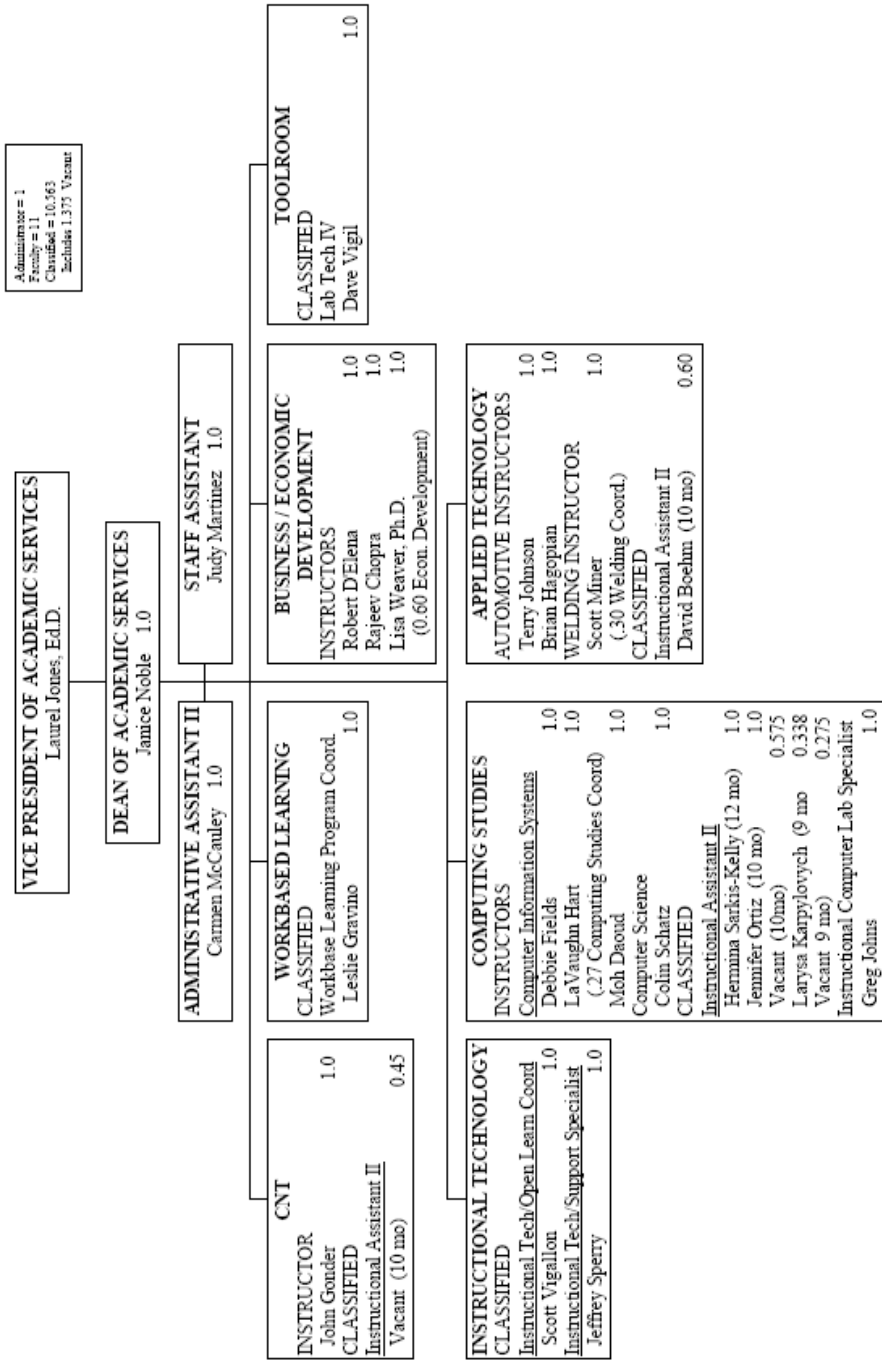 Administrator = 1
Faculty = 11
Classified = 10.563
Includes 1.375 Vacant
VICE PRESIDENT OF ACADEMIC SERVICES
Laurel Jones, Ed.D.
DEAN OF ACADEMIC SERVICES
Janice Noble 1.0
ADMINISTRATIVE ASSISTANT II
Carmen McCauley 1.0
STAFF ASSISTANT
Judy Martinez 1.0
CNT
INSTRUCTOR
John Gonder 1.0
CLASSIFIED
Instructional Assistant II
Vacant (10 mo) 0.45
WORKBASED LEARNING
CLASSIFIED
Workbase Learning Program Coord.
Leslie Gravino 1.0
BUSINESS / ECONOMIC
DEVELOPMENT
INSTRUCTORS
Robert D'Elena 1.0
Rajeev Chopra 1.0
Lisa Weaver, Ph.D. 1.0
(0.60 Econ. Development)
TOOLROOM
CLASSIFIED
Lab Tech IV
Dave Vigil 1.0
INSTRUCTIONAL TECHNOLOGY
CLASSIFIED
Instructional Tech/Open Learn Coord
Scott Vigallon 1.0
Instructional Tech/Support Specialist
Jeffrey Sperry 1.0
COMPUTING STUDIES
INSTRUCTORS
Computer Information Systems
Debbie Fields 1.0
LaVaughn Hart 1.0
(.27 Computing Studies Coord)
Moh Daoud 1.0
Computer Science
Colin Schatz 1.0
CLASSIFIED
Instructional Assistant II
Hermina Sarkis-Kelly (12 mo) 1.0
Jennifer Ortiz (10 mo) 1.0
Vacant (10mo) 0.575
Larysa Karpylovych (9 mo 0.338
Vacant 9 mo) 0.275
Instructional Computer Lab Specialist
Greg Johns 1.0
APPLIED TECHNOLOGY
AUTOMOTIVE INSTRUCTORS
Terry Johnson 1.0
Brian Hagopian 1.0
WELDING INSTRUCTOR
Scott Miner 1.0
(.30 Welding Coord.)
CLASSIFIED
Instructional Assistant II
David Boehm (10 mo) 0.60